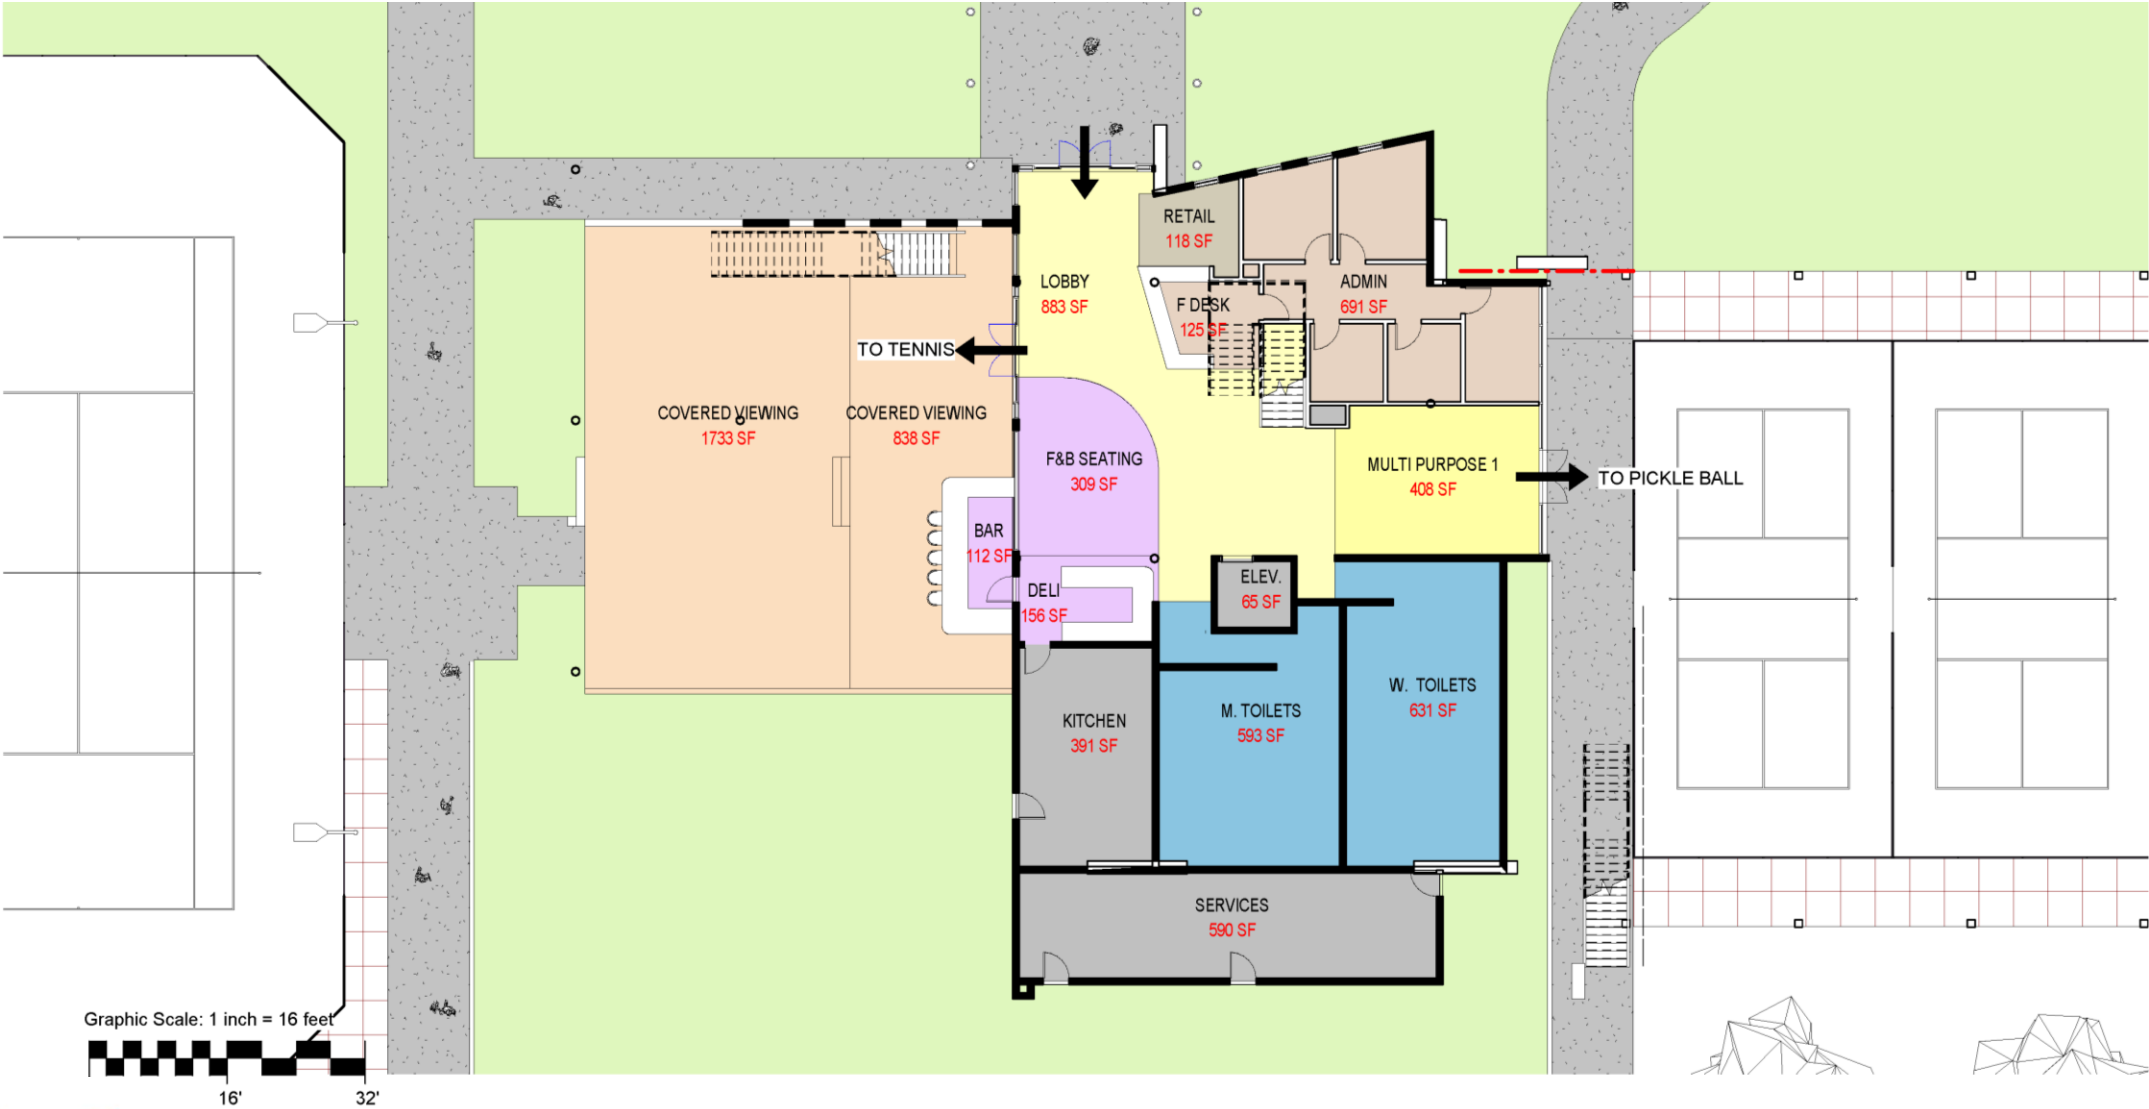 RETAIL
118 SF
LOBBY
883 SF
ADMIN
691 SF
F DESK
125 SF
TO TENNIS
COVERED VIEWING
1733 SF
COVERED VIEWING
838 SF
F&B SEATING
309 SF
MULTI PURPOSE 1
408 SF
TO PICKLE BALL
BAR
112 SF
DELI
156 SF
ELEV.
65 SF
KITCHEN
391 SF
M. TOILETS
593 SF
W. TOILETS
631 SF
SERVICES
590 SF
Graphic Scale: 1 inch = 16 feet
16'
32'